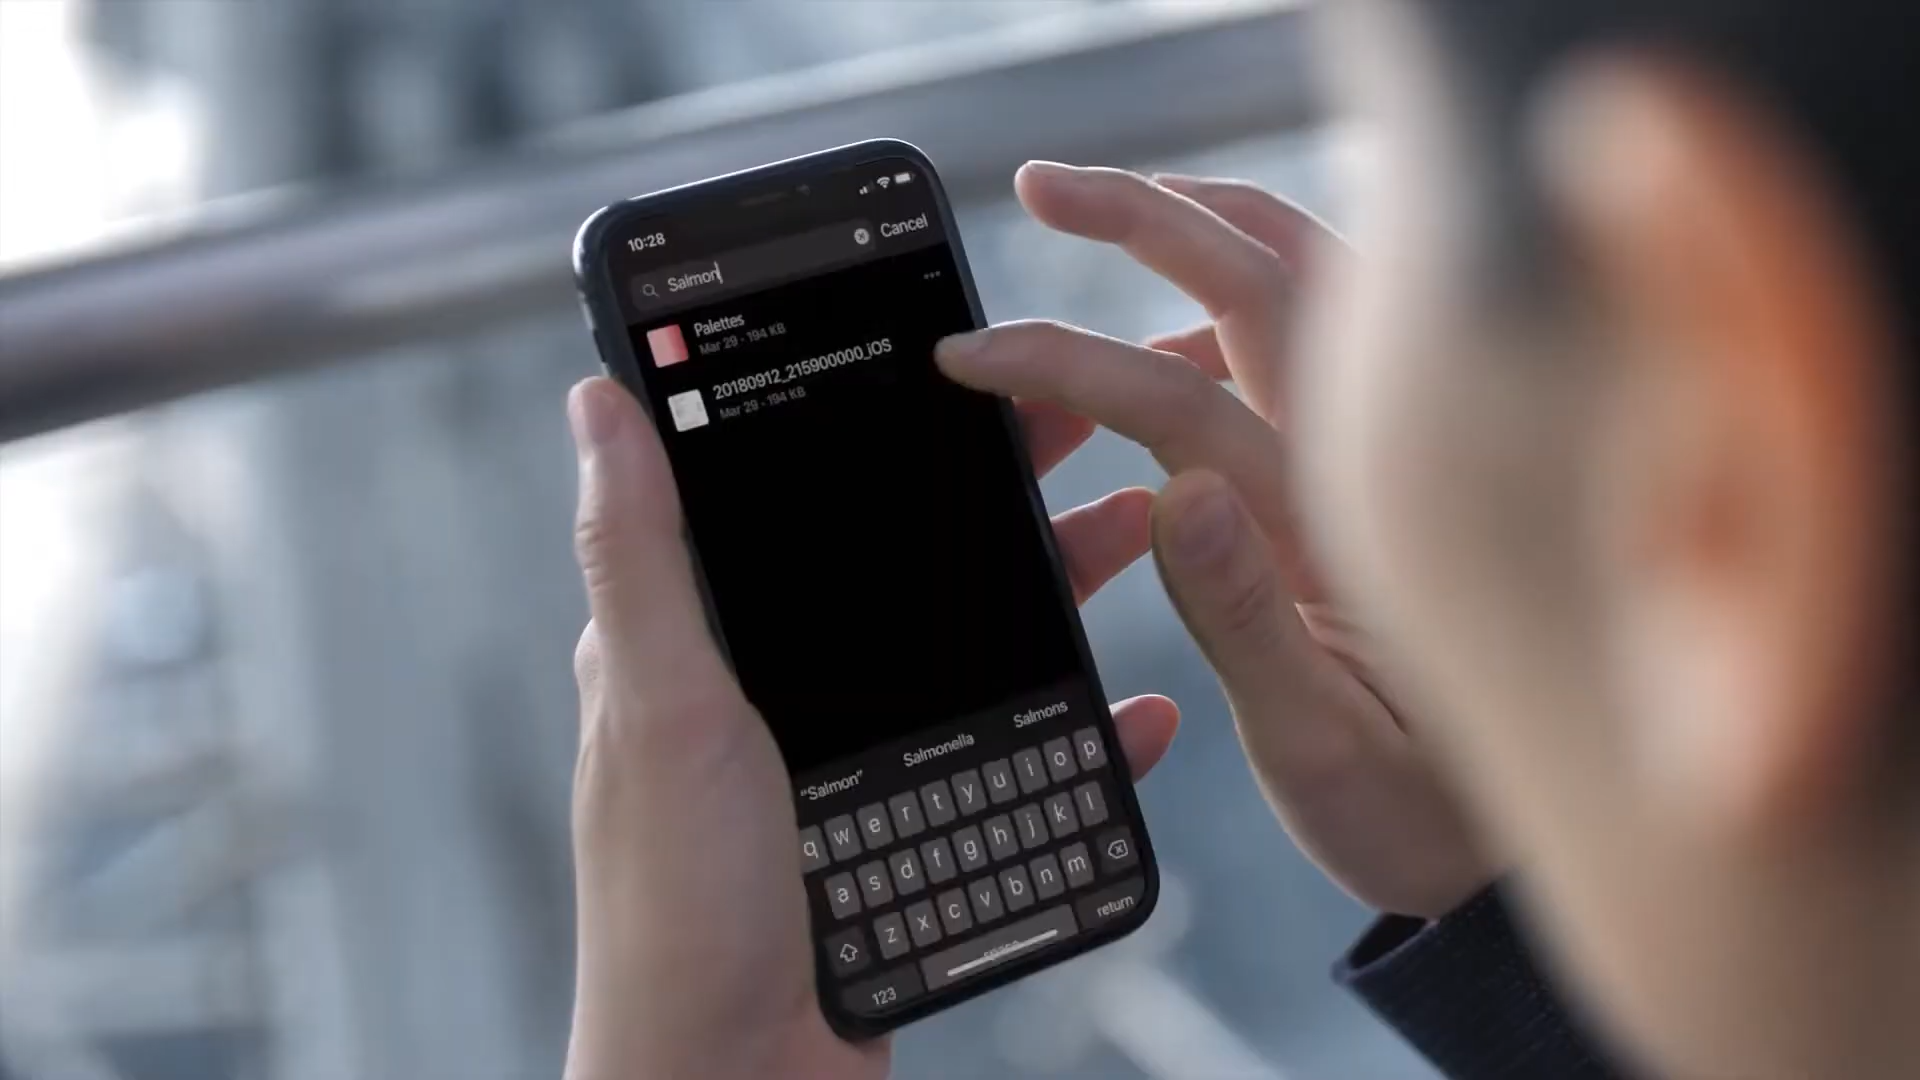 10:28
Salmon
Cancel
Palettes
Mar 29 - 194 KB
20180912_215900000_iOS
Mar 29 - 194 KB
"Salmon" Salmonella Salmons
q w e r t y u i o p
a s d f g h j k l
z x c v b n m
123 space return